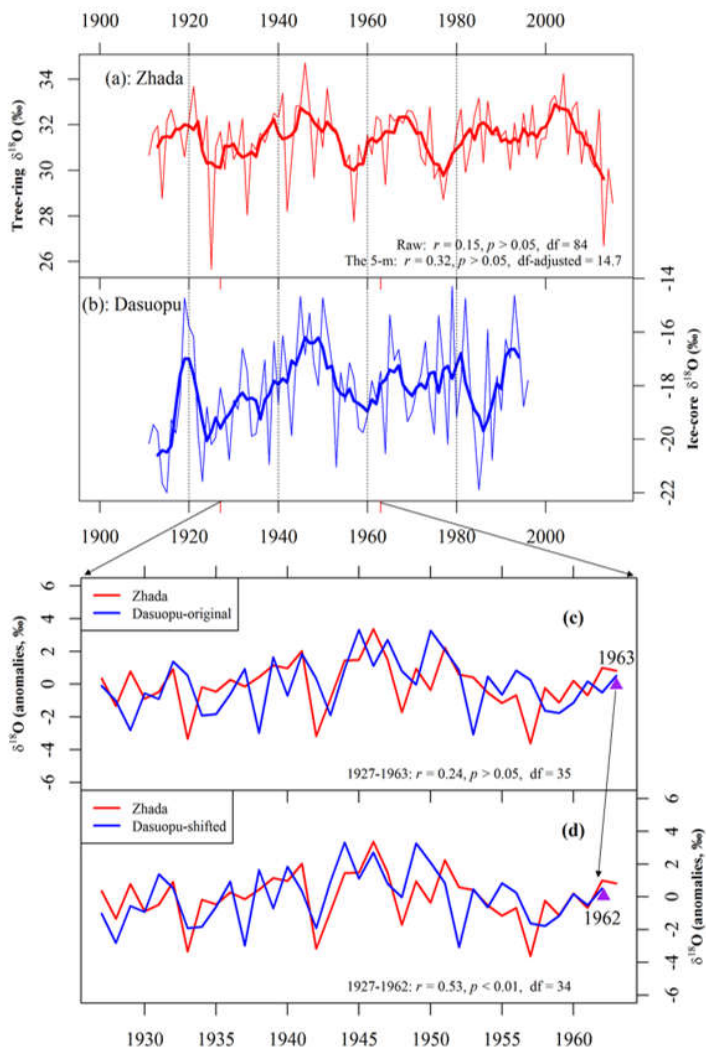 1900 1920 1940 1960 1980 2000
(a): Zhada
Tree-ring δ¹⁸O (‰)
34
32
30
28
26
Raw: r = 0.15, p > 0.05, df = 84
The 5-m: r = 0.32, p > 0.05, df-adjusted = 14.7
(b): Dasuopu
Ice-core δ¹⁸O (‰)
-14
-16
-18
-20
-22
1900 1920 1940 1960 1980 2000
Zhada
Dasuopu-original
(c)
1963
δ¹⁸O (anomalies, ‰)
6
4
2
0
-2
-4
-6
1927-1963: r = 0.24, p > 0.05, df = 35
Zhada
Dasuopu-shifted
(d)
1962
δ¹⁸O (anomalies, ‰)
6
4
2
0
-2
-4
-6
1927-1962: r = 0.53, p < 0.01, df = 34
1930 1935 1940 1945 1950 1955 1960